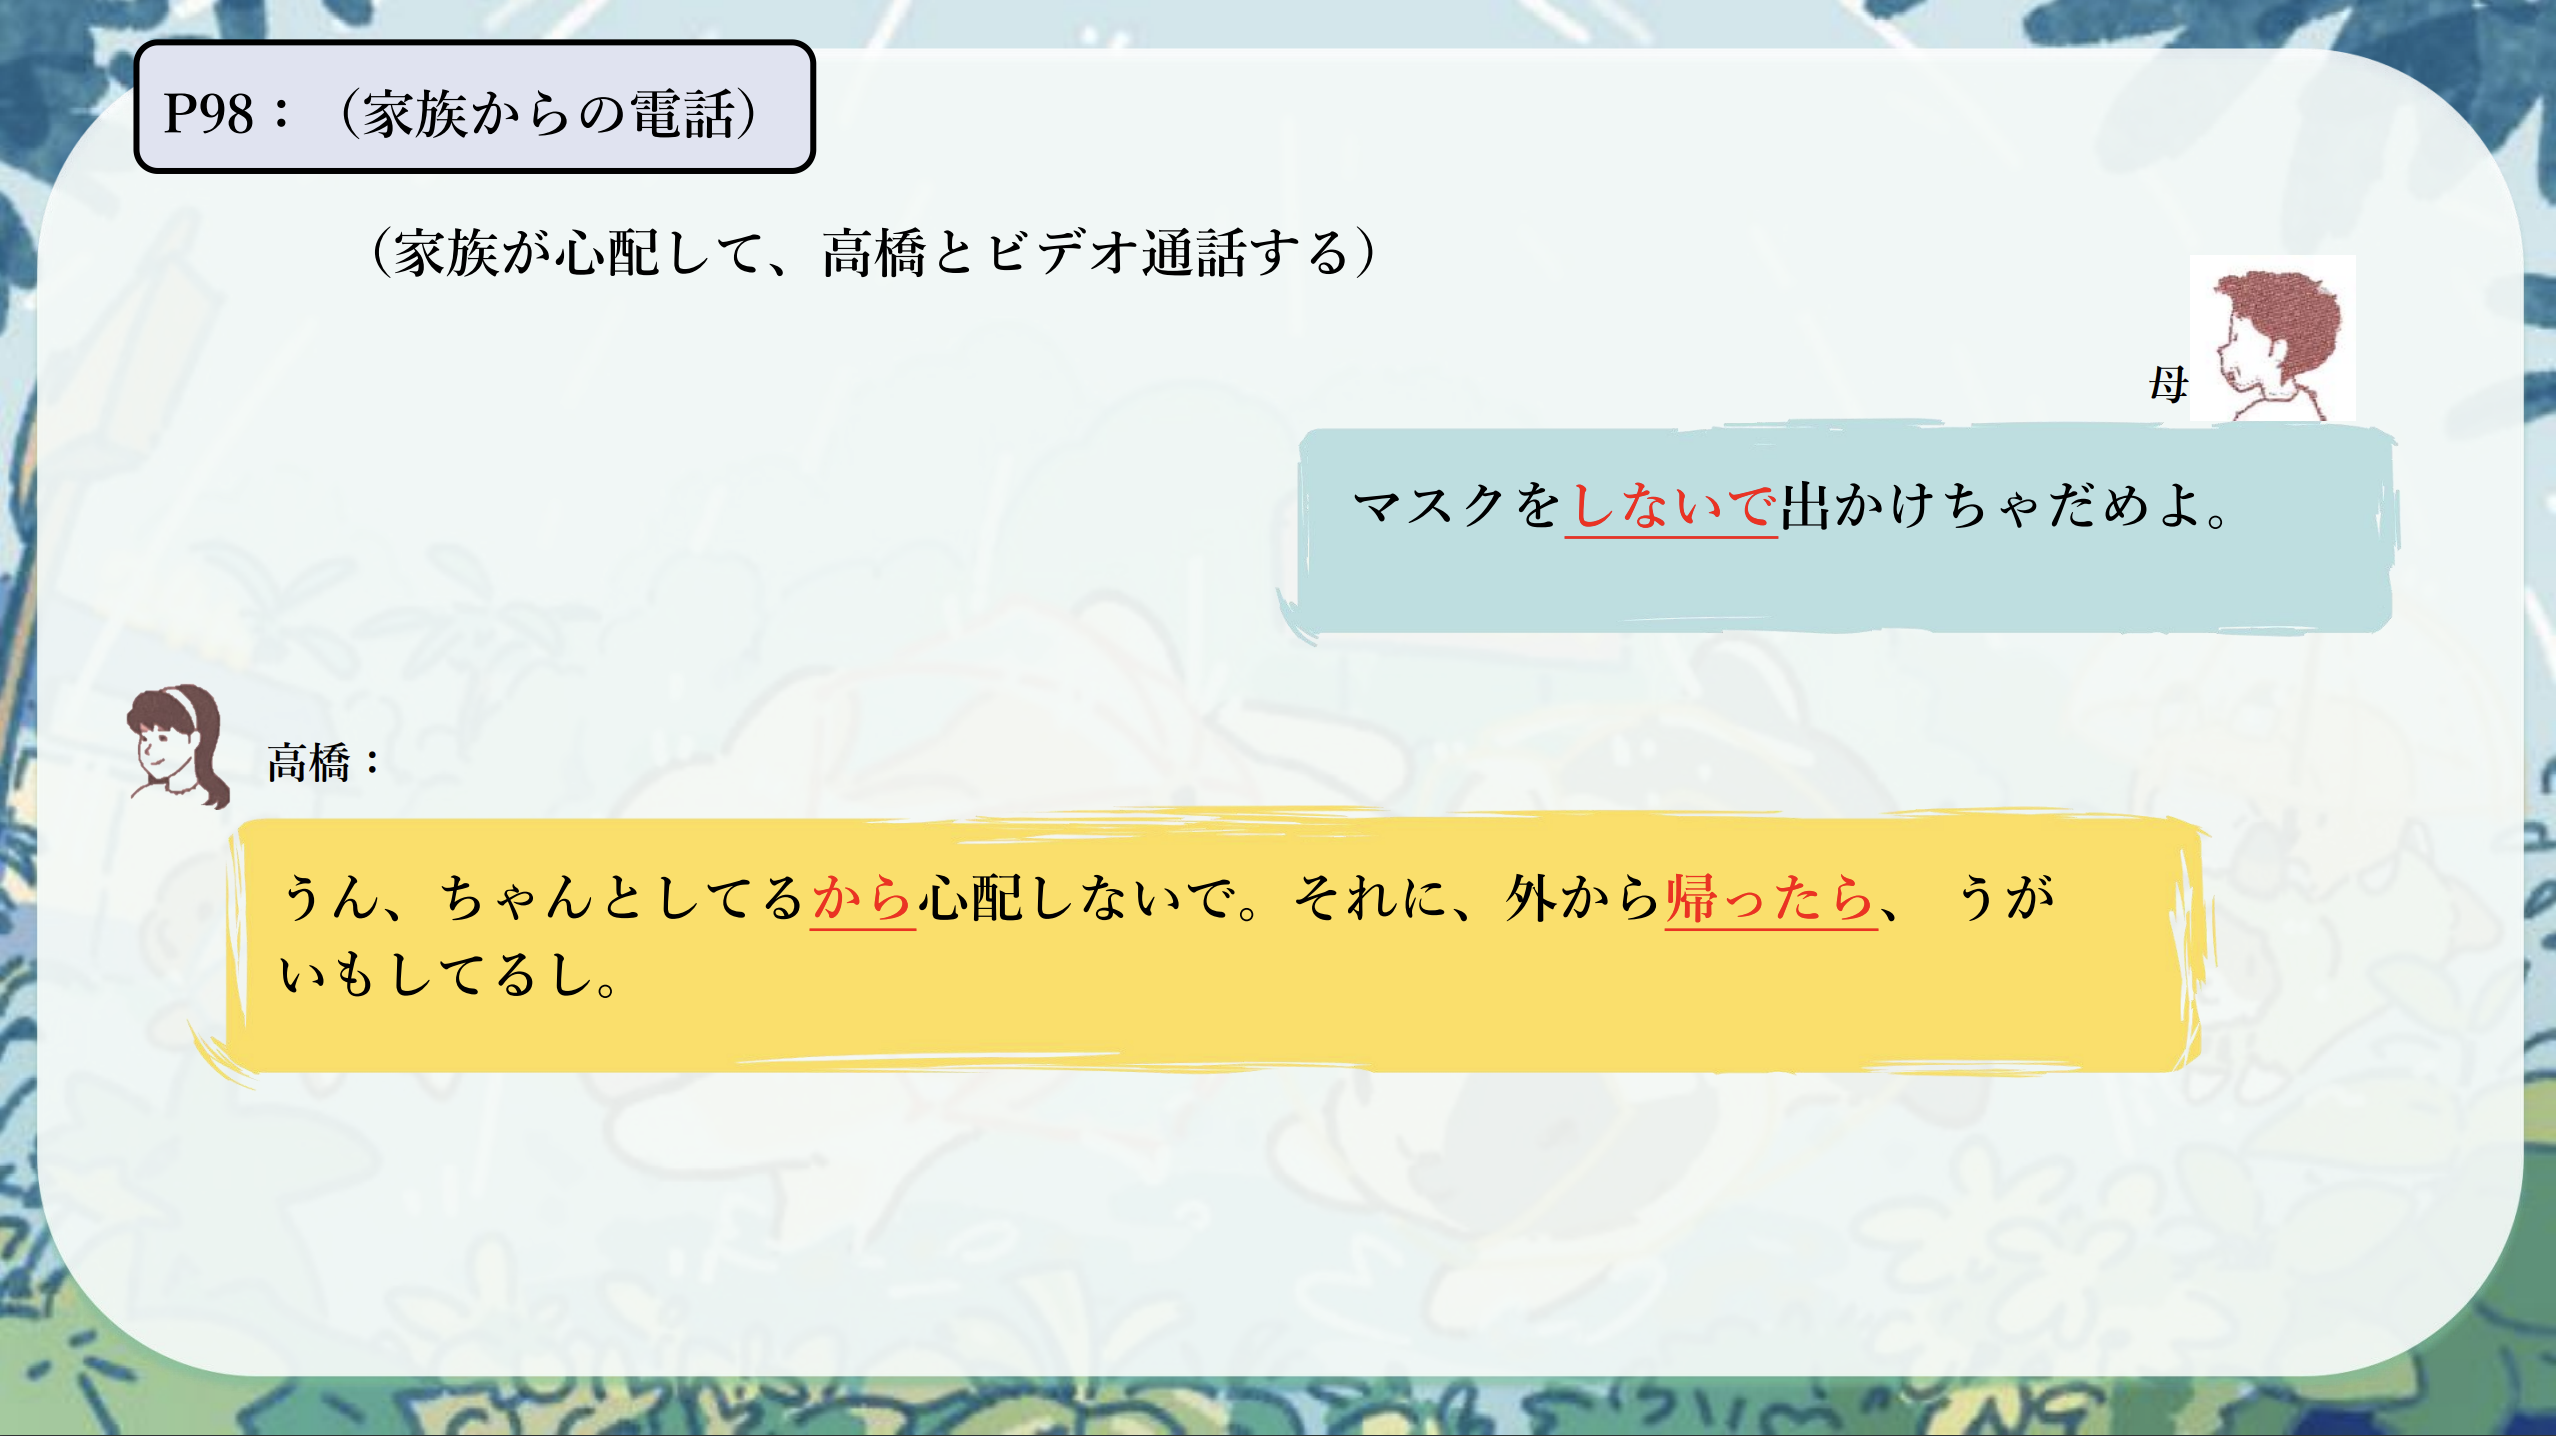 P98：（家族からの電話）
（家族が心配して、高橋とビデオ通話する）
母
マスクをしないで出かけちゃだめよ。
高橋：
うん、ちゃんとしてるから心配しないで。それに、外から帰ったら、 うが
いもしてるし。